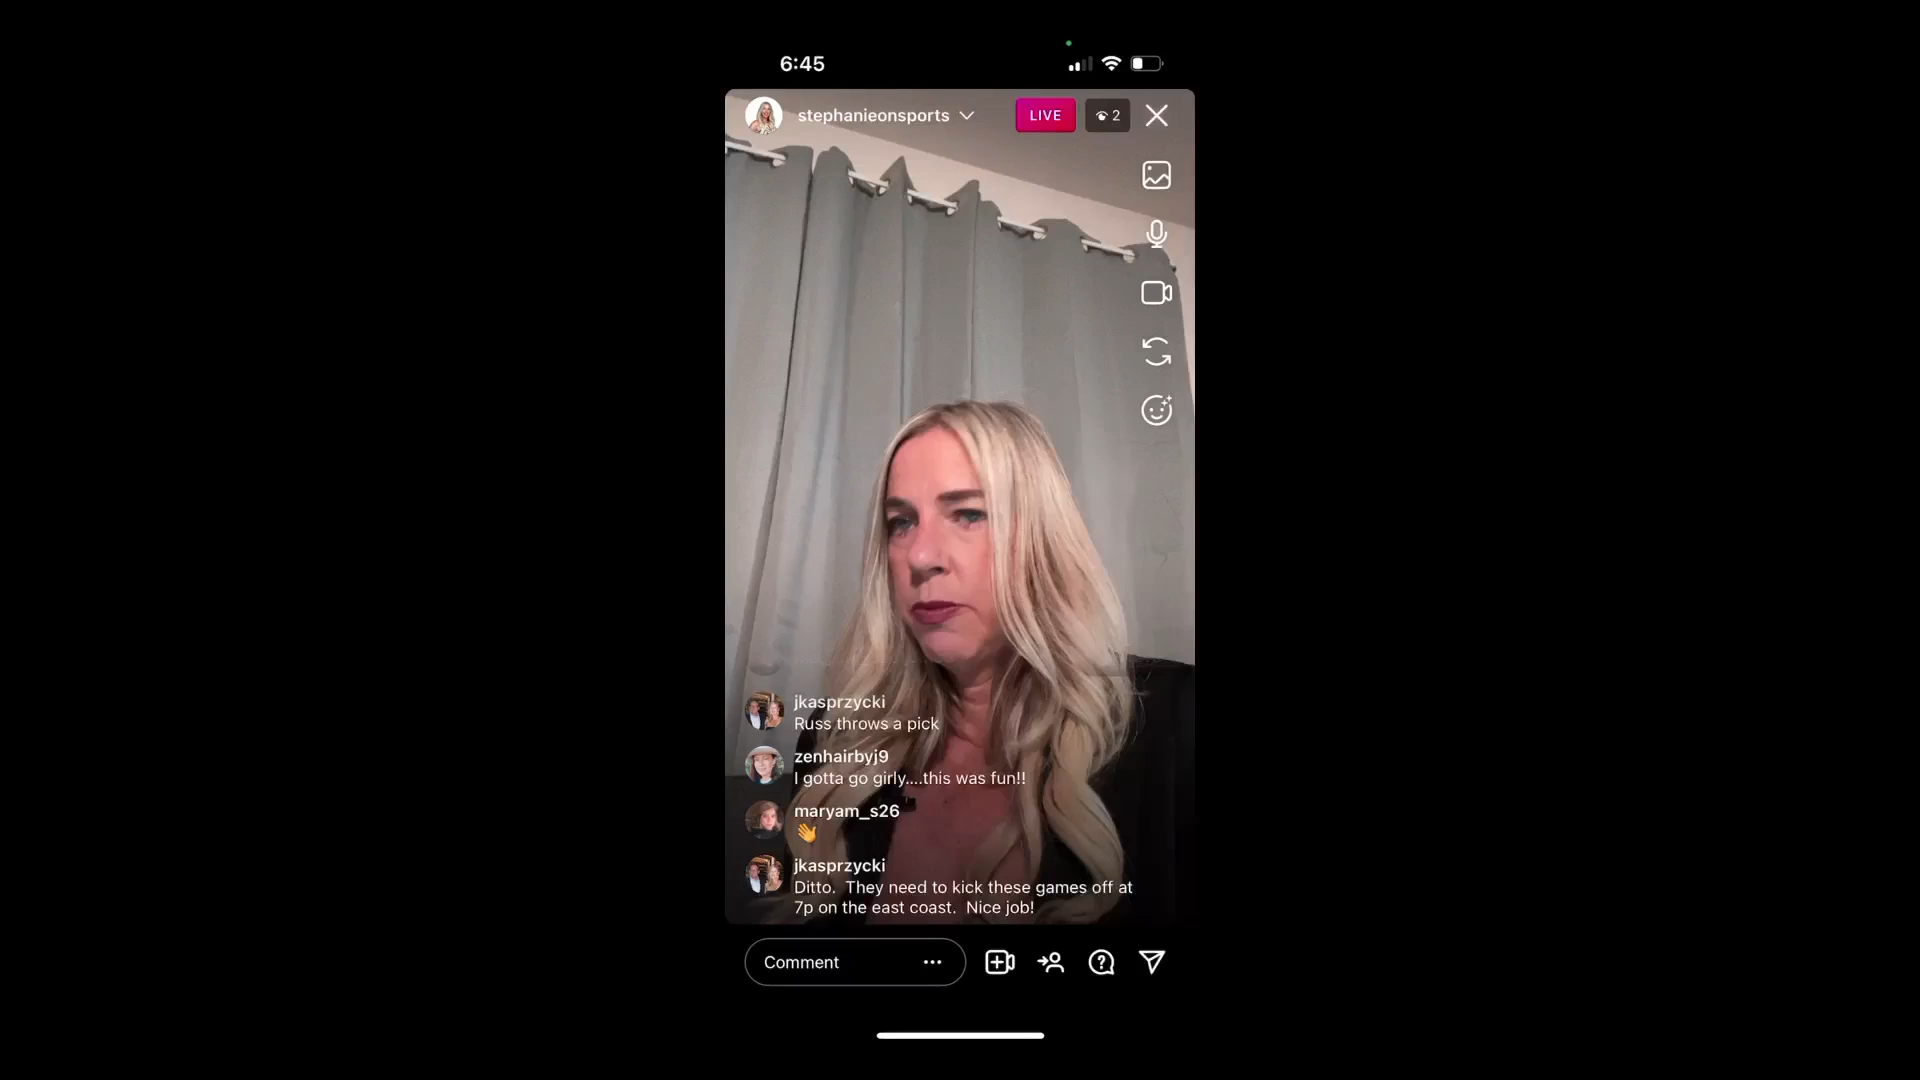 6:45
stephanieonsports
LIVE
2
jkasprzycki
Russ throws a pick
zenhairbyj9
I gotta go girly....this was fun!!
maryam_s26
👋
jkasprzycki
Ditto.  They need to kick these games off at
7p on the east coast.  Nice job!
Comment